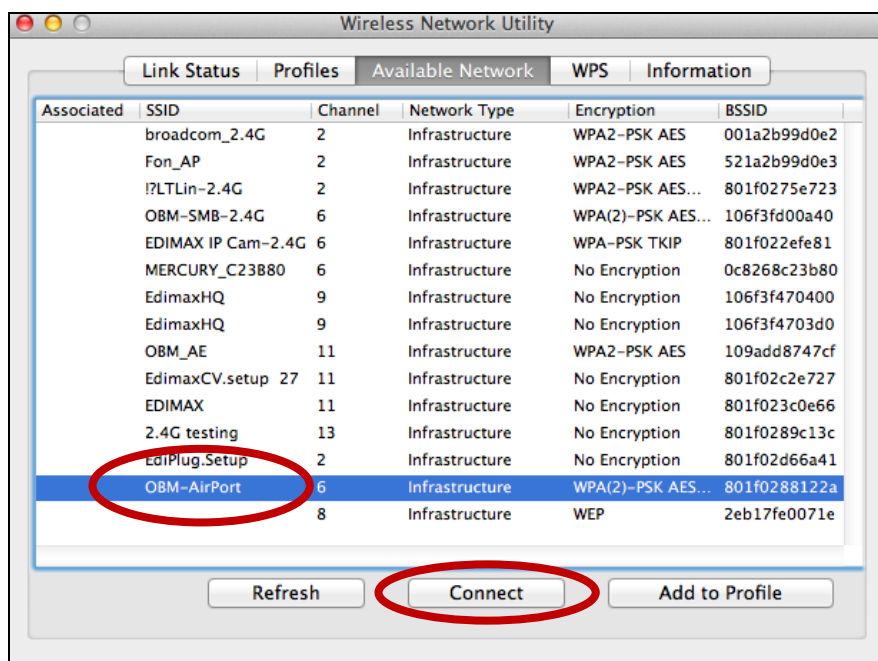 Wireless Network Utility
Link Status Profiles Available Network WPS Information
Associated SSID Channel Network Type Encryption BSSID
broadcom_2.4G 2 Infrastructure WPA2-PSK AES 001a2b99d0e2
Fon_AP 2 Infrastructure WPA2-PSK AES 521a2b99d0e3
!?LTLin-2.4G 2 Infrastructure WPA2-PSK AES... 801f0275e723
OBM-SMB-2.4G 6 Infrastructure WPA(2)-PSK AES... 106f3fd00a40
EDIMAX IP Cam-2.4G 6 Infrastructure WPA-PSK TKIP 801f022efe81
MERCURY_C23B80 6 Infrastructure No Encryption 0c8268c23b80
EdimaxHQ 9 Infrastructure No Encryption 106f3f470400
EdimaxHQ 9 Infrastructure No Encryption 106f3f4703d0
OBM_AE 11 Infrastructure WPA2-PSK AES 109add8747cf
EdimaxCV.setup 27 11 Infrastructure No Encryption 801f02c2e727
EDIMAX 11 Infrastructure No Encryption 801f023c0e66
2.4G testing 13 Infrastructure No Encryption 801f0289c13c
EdiPlug.Setup 2 Infrastructure No Encryption 801f02d66a41
OBM-AirPort 6 Infrastructure WPA(2)-PSK AES... 801f0288122a
8 Infrastructure WEP 2eb17fe0071e
Refresh Connect Add to Profile